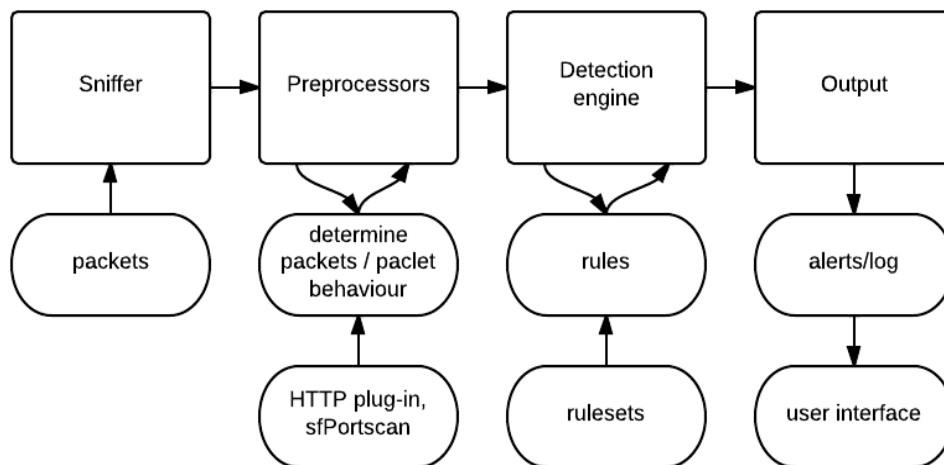 Sniffer
Preprocessors
Detection
engine
Output
packets
determine
packets / paclet
behaviour
rules
alerts/log
HTTP plug-in,
sfPortscan
rulesets
user interface